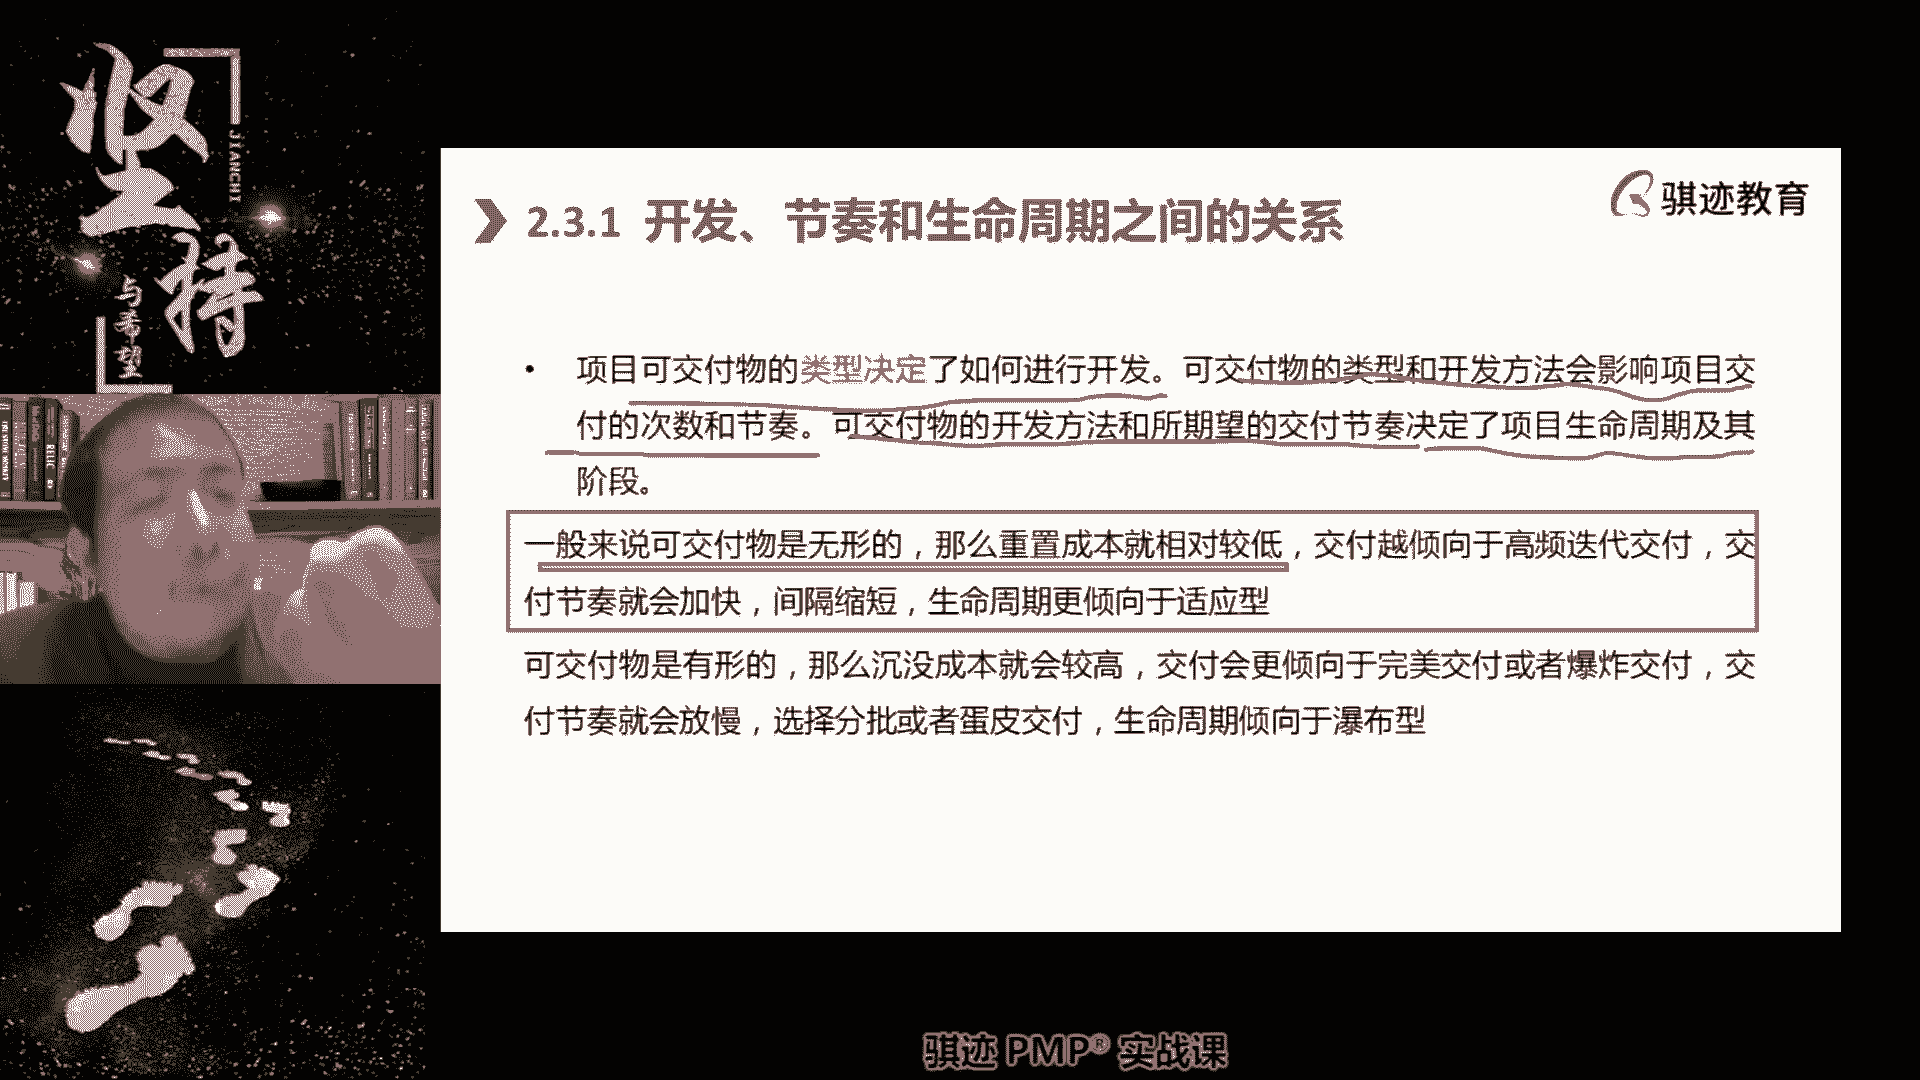 坚持
JIANCHI
与希望
骐迹教育
2.3.1 开发、节奏和生命周期之间的关系
• 项目可交付物的类型决定了如何进行开发。可交付物的类型和开发方法会影响项目交
付的次数和节奏。可交付物的开发方法和所期望的交付节奏决定了项目生命周期及其
阶段。
一般来说可交付物是无形的，那么重置成本就相对较低，交付越倾向于高频迭代交付，交
付节奏就会加快，间隔缩短，生命周期更倾向于适应型
可交付物是有形的，那么沉没成本就会较高，交付会更倾向于完美交付或者爆炸交付，交
付节奏就会放慢，选择分批或者蛋皮交付，生命周期倾向于瀑布型
骐迹 PMP® 实战课